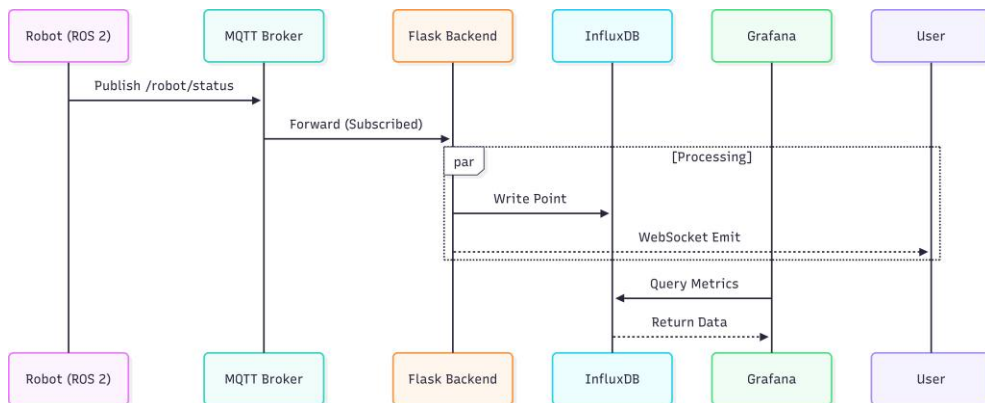 Robot (ROS 2) MQTT Broker Flask Backend InfluxDB Grafana User
Publish /robot/status
Forward (Subscribed)
par [Processing]
Write Point
WebSocket Emit
Query Metrics
Return Data
Robot (ROS 2) MQTT Broker Flask Backend InfluxDB Grafana User